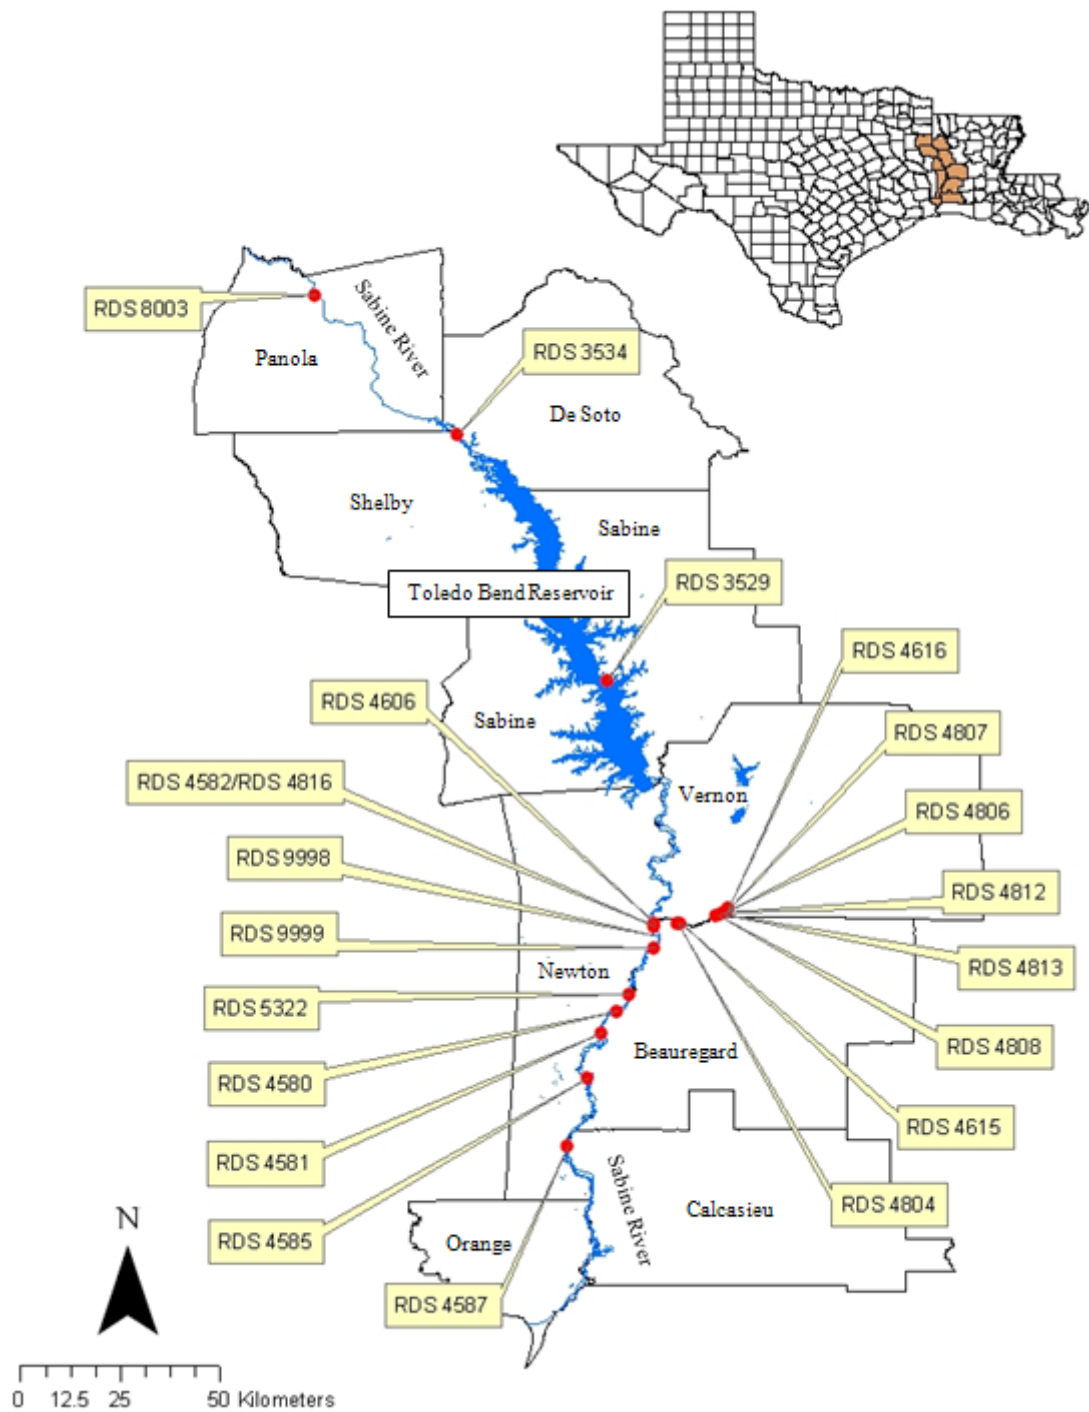 RDS 8003
Sabine River
Panola
RDS 3534
De Soto
Shelby
Sabine
Toledo Bend Reservoir
RDS 3529
RDS 4616
RDS 4606
Sabine
RDS 4807
RDS 4582/RDS 4816
Vernon
RDS 4806
RDS 9998
RDS 4812
RDS 9999
Newton
RDS 4813
RDS 5322
Beauregard
RDS 4808
RDS 4580
RDS 4615
RDS 4581
RDS 4804
Sabine River
Calcasieu
RDS 4585
Orange
N
RDS 4587
0 12.5 25 50 Kilometers